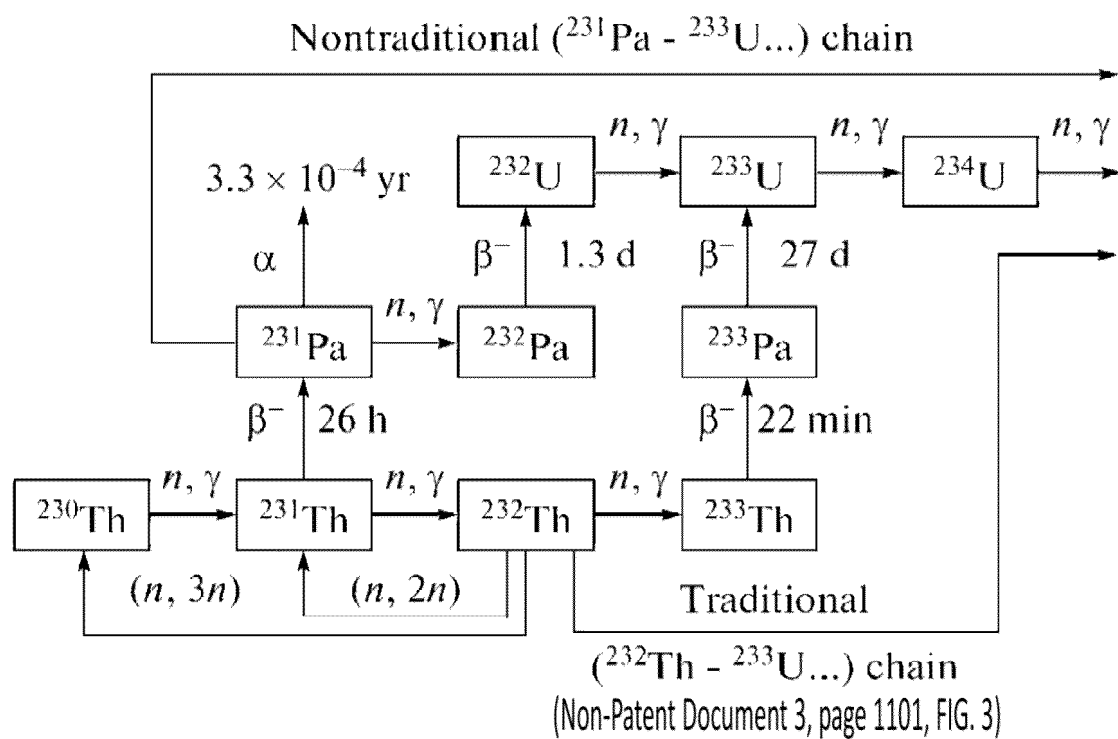 Nontraditional (²³¹Pa - ²³³U...) chain
n, γ n, γ n, γ
3.3 × 10⁻⁴ yr ²³²U ²³³U ²³⁴U
α β⁻ 1.3 d β⁻ 27 d
n, γ
²³¹Pa ²³²Pa ²³³Pa
β⁻ 26 h β⁻ 22 min
n, γ n, γ n, γ
²³⁰Th ²³¹Th ²³²Th ²³³Th
(n, 3n) (n, 2n) Traditional
(²³²Th - ²³³U...) chain
(Non-Patent Document 3, page 1101, FIG. 3)